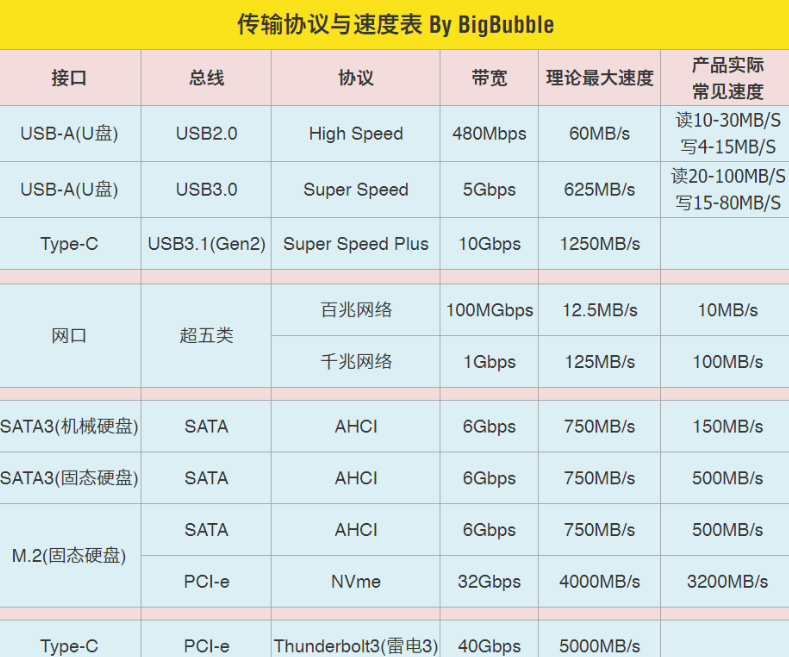 传输协议与速度表 By BigBubble
接口 总线 协议 带宽 理论最大速度 产品实际
常见速度
USB-A(U盘) USB2.0 High Speed 480Mbps 60MB/s 读10-30MB/S
写4-15MB/S
USB-A(U盘) USB3.0 Super Speed 5Gbps 625MB/s 读20-100MB/S
写15-80MB/S
Type-C USB3.1(Gen2) Super Speed Plus 10Gbps 1250MB/s
网口 超五类 百兆网络 100MGbps 12.5MB/s 10MB/s
千兆网络 1Gbps 125MB/s 100MB/s
SATA3(机械硬盘) SATA AHCI 6Gbps 750MB/s 150MB/s
SATA3(固态硬盘) SATA AHCI 6Gbps 750MB/s 500MB/s
M.2(固态硬盘) SATA AHCI 6Gbps 750MB/s 500MB/s
PCI-e NVme 32Gbps 4000MB/s 3200MB/s
Type-C PCI-e Thunderbolt3(雷电3) 40Gbps 5000MB/s